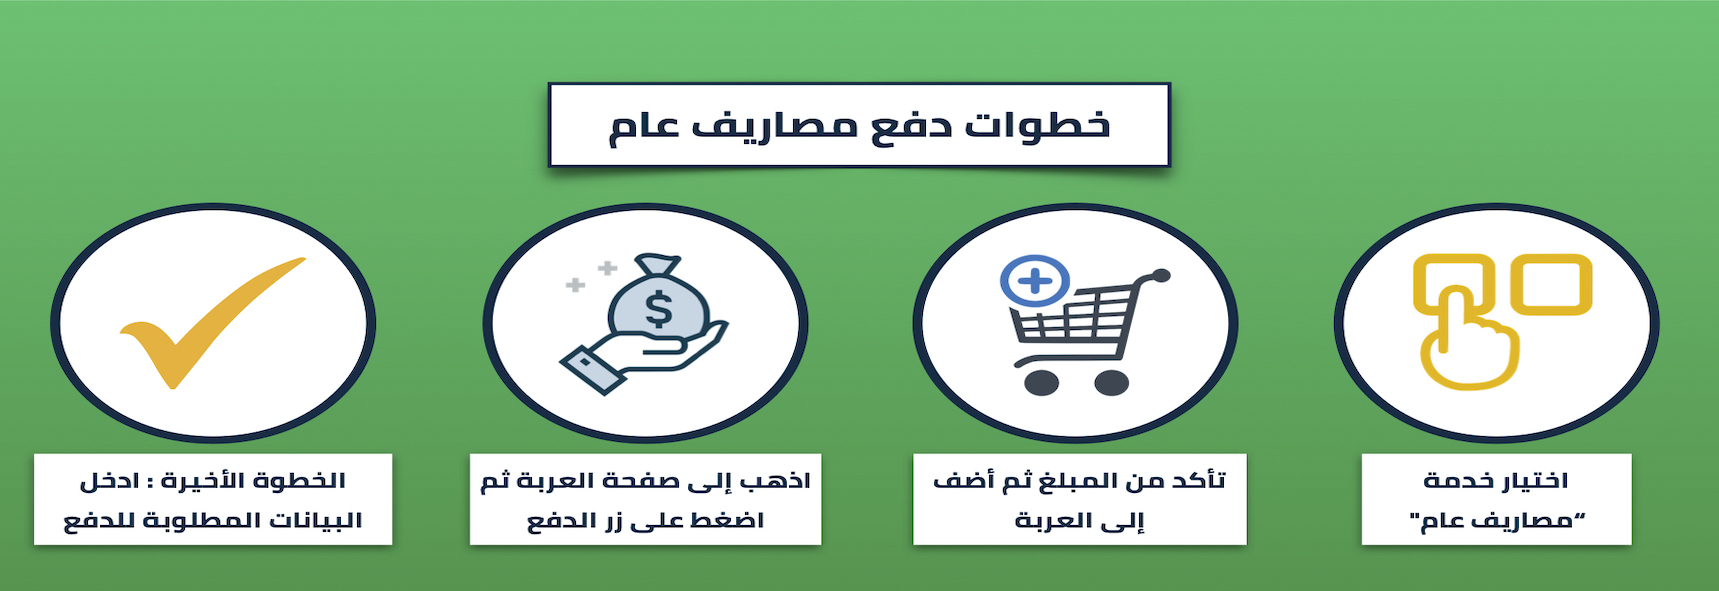 خطوات دفع مصاريف عام
اختيار خدمة
“مصاريف عام"
تأكد من المبلغ ثم أضف
إلى العربة
اذهب إلى صفحة العربة ثم
اضغط على زر الدفع
الخطوة الأخيرة : ادخل
البيانات المطلوبة للدفع
$